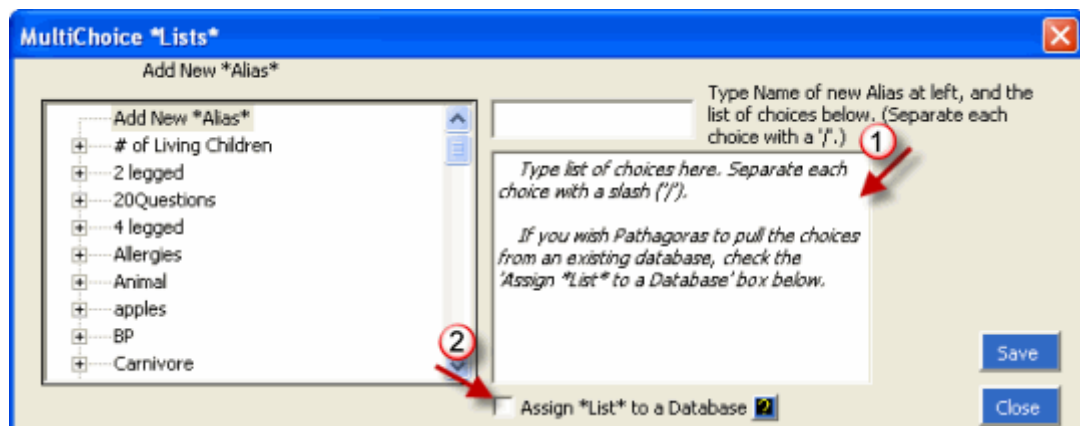 MultiChoice *Lists*
Add New *Alias*
Add New *Alias*
# of Living Children
2 legged
20Questions
4 legged
Allergies
Animal
apples
BP
Carnivore
Type Name of new Alias at left, and the
list of choices below. (Separate each
choice with a '/'.)
1
Type list of choices here. Separate each
choice with a slash ('/').
If you wish Pathagoras to pull the choices
from an existing database, check the
'Assign *List* to a Database' box below.
2
Assign *List* to a Database ?
Save
Close